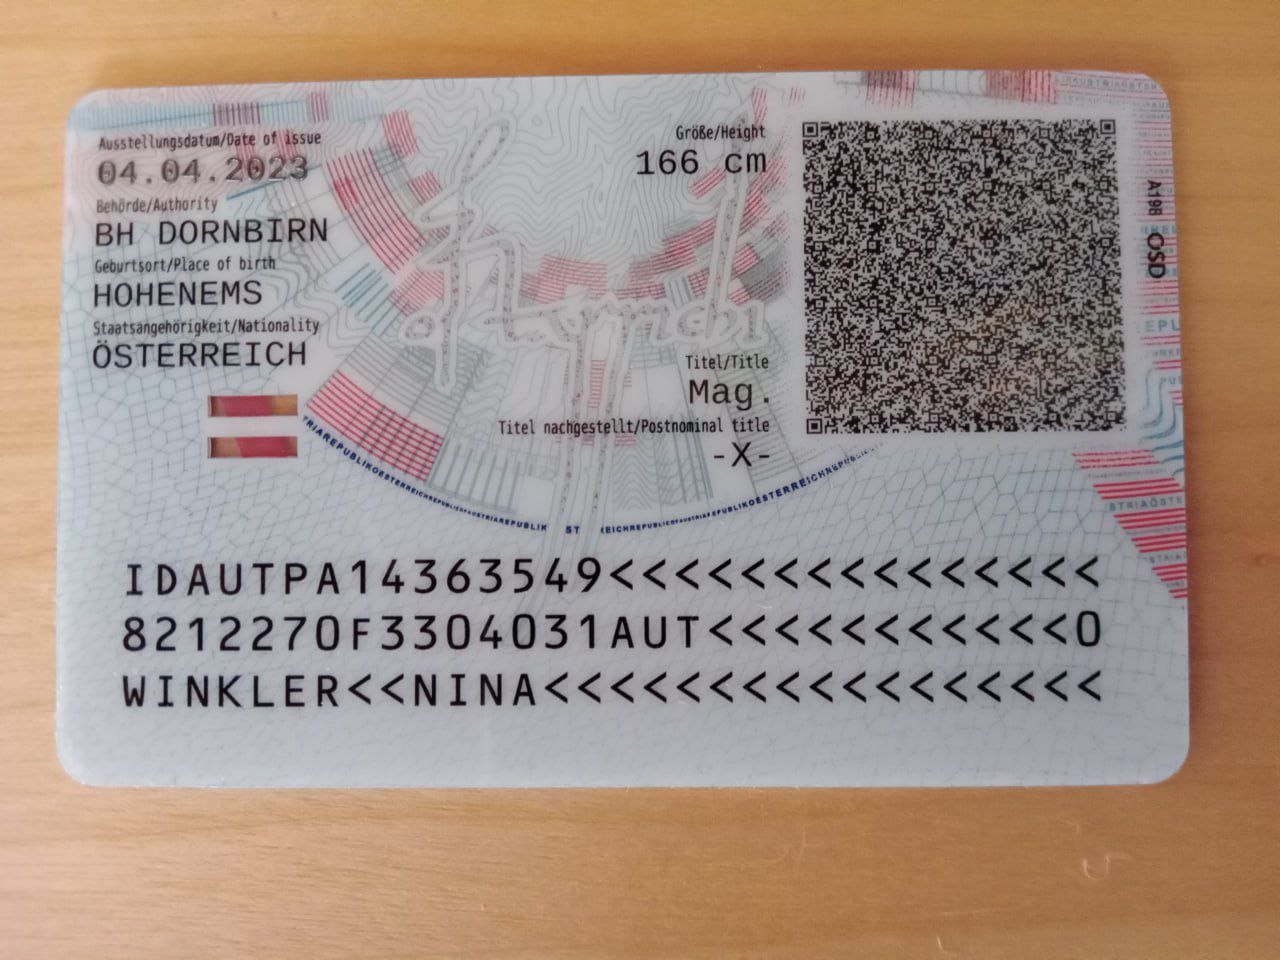 Ausstellungsdatum/Date of issue
04.04.2023
Behörde/Authority
BH DORNBIRN
Geburtsort/Place of birth
HOHENEMS
Staatsangehörigkeit/Nationality
ÖSTERREICH
Größe/Height
166 cm
Titel/Title
Mag.
Titel nachgestellt/Postnominal title
-X-
OSD
IDAUTPA14363549<<<<<<<<<<<<<<<
8212270F3304031AUT<<<<<<<<<<<0
WINKLER<<NINA<<<<<<<<<<<<<<<<<